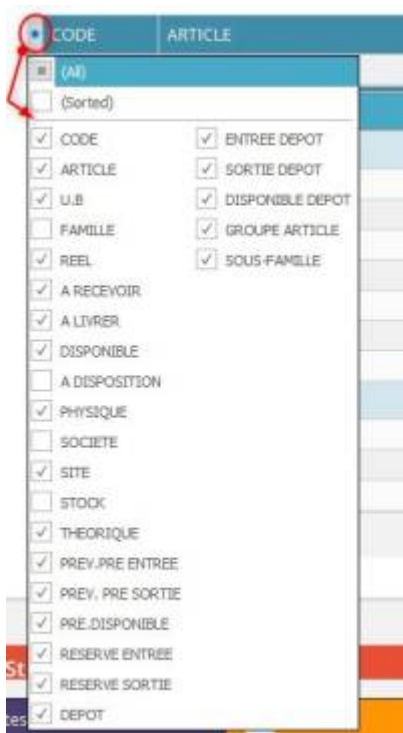 CODE ARTICLE
(All)
(Sorted)
CODE
ARTICLE
U.B
FAMILLE
REEL
A RECEVOIR
A LIVRER
DISPONIBLE
A DISPOSITION
PHYSIQUE
SOCIETE
SITE
STOCK
THEORIQUE
PREV.PRE ENTREE
PREV. PRE SORTIE
PRE.DISPONIBLE
RESERVE ENTREE
RESERVE SORTIE
DEPOT
ENTREE DEPOT
SORTIE DEPOT
DISPONIBLE DEPOT
GROUPE ARTICLE
SOUS-FAMILLE
St
tes